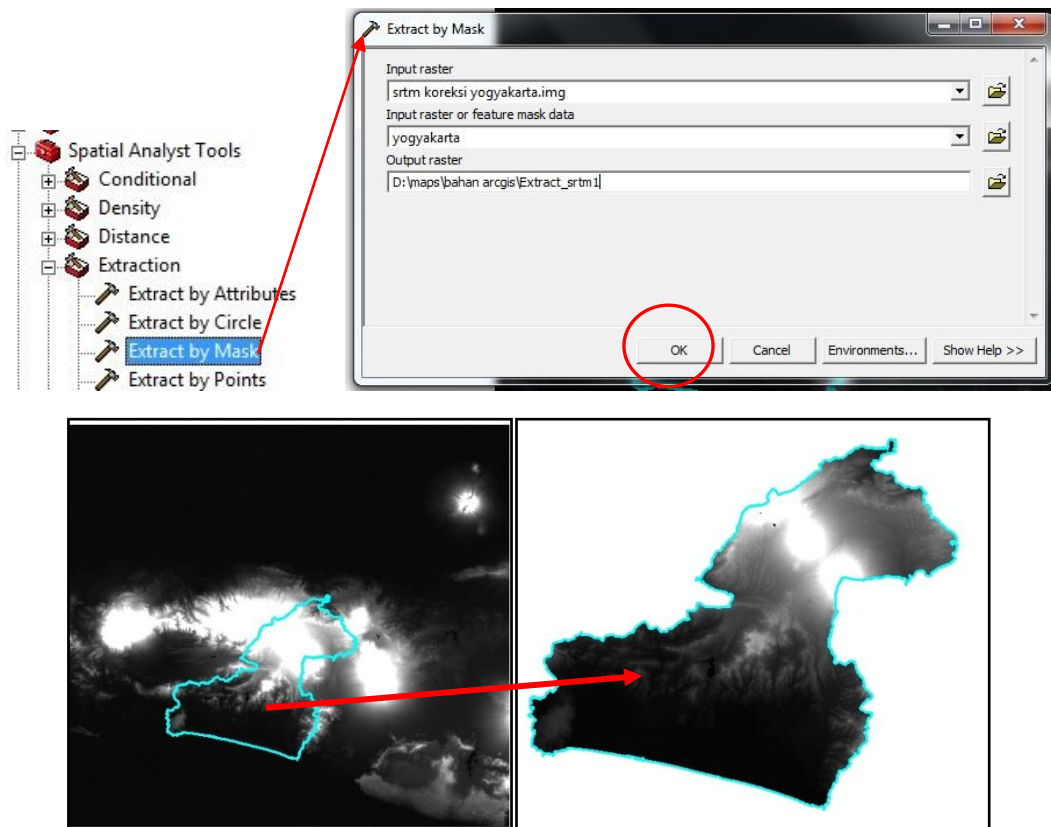 Spatial Analyst Tools
Conditional
Density
Distance
Extraction
Extract by Attributes
Extract by Circle
Extract by Mask
Extract by Points
Extract by Mask
Input raster
srtm koreksi yogyakarta.img
Input raster or feature mask data
yogyakarta
Output raster
D:\maps\bahan arcgis\Extract_srtm1
OK
Cancel
Environments...
Show Help >>